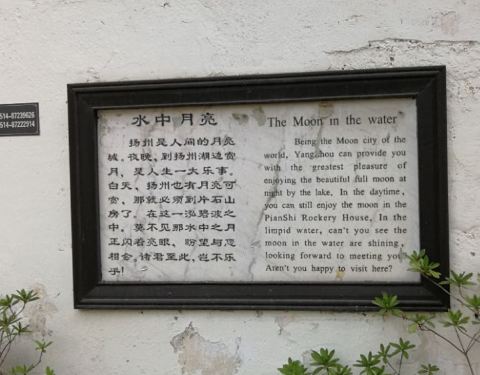 514-87239626
514-87222914
水中月亮
扬州是人间的月亮
城。夜晚，到扬州湖边赏
月，是人生一大乐事。
白天，扬州也有月亮可
赏，那就必须到片石山
房了。在这一泓碧波之
中，莫不见那水中之月
正闪着亮眼，盼望与您
相会。诸君至此，岂不乐
乎！
The Moon in the water
Being the Moon city of the
world, Yangzhou can provide you
with the greatest pleasure of
enjoying the beautiful full moon at
night by the lake. In the daytime,
you can still enjoy the moon in the
PianShi Rockery House. In the
limpid water, can't you see the
moon in the water are shining,
looking forward to meeting you
Aren't you happy to visit here?